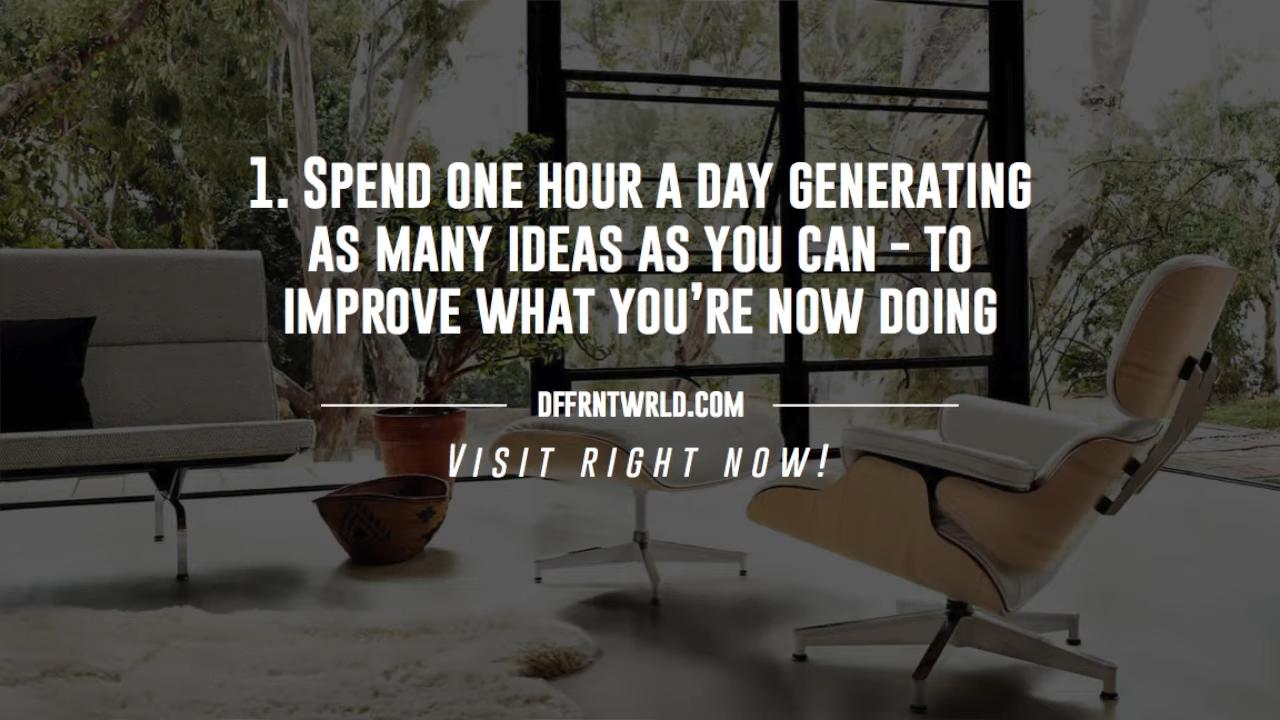 1. Spend one hour a day generating
as many ideas as you can - to
improve what you're now doing
dffrntwrld.com
Visit right now!